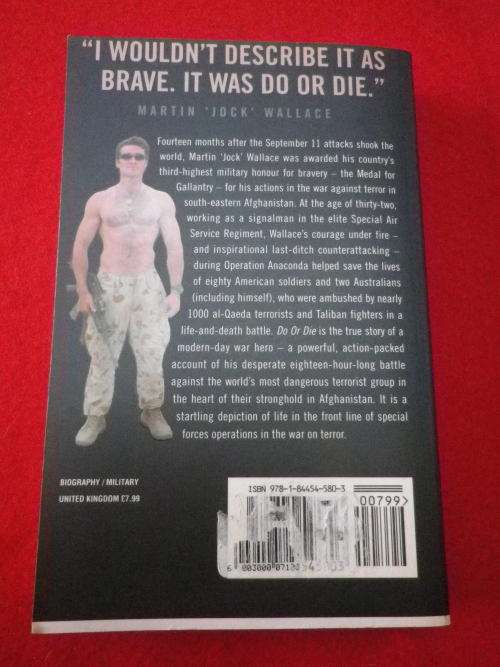 “I WOULDN’T DESCRIBE IT AS
BRAVE. IT WAS DO OR DIE.”
MARTIN ‘JOCK’ WALLACE
Fourteen months after the September 11 attacks shook the
world, Martin ‘Jock’ Wallace was awarded his country’s
third-highest military honour for bravery – the Medal for
Gallantry – for his actions in the war against terror in
south-eastern Afghanistan. At the age of thirty-two,
working as a signalman in the elite Special Air
Service Regiment, Wallace’s courage under fire –
and inspirational last-ditch counterattacking –
during Operation Anaconda helped save the lives
of eighty American soldiers and two Australians
(including himself), who were ambushed by nearly
1000 al-Qaeda terrorists and Taliban fighters in a
life-and-death battle. Do Or Die is the true story of a
modern-day war hero – a powerful, action-packed
account of his desperate eighteen-hour-long battle
against the world’s most dangerous terrorist group in
the heart of their stronghold in Afghanistan. It is a
startling depiction of life in the front line of special
forces operations in the war on terror.
BIOGRAPHY / MILITARY
UNITED KINGDOM £7.99
ISBN 978-1-84454-580-3
00799>